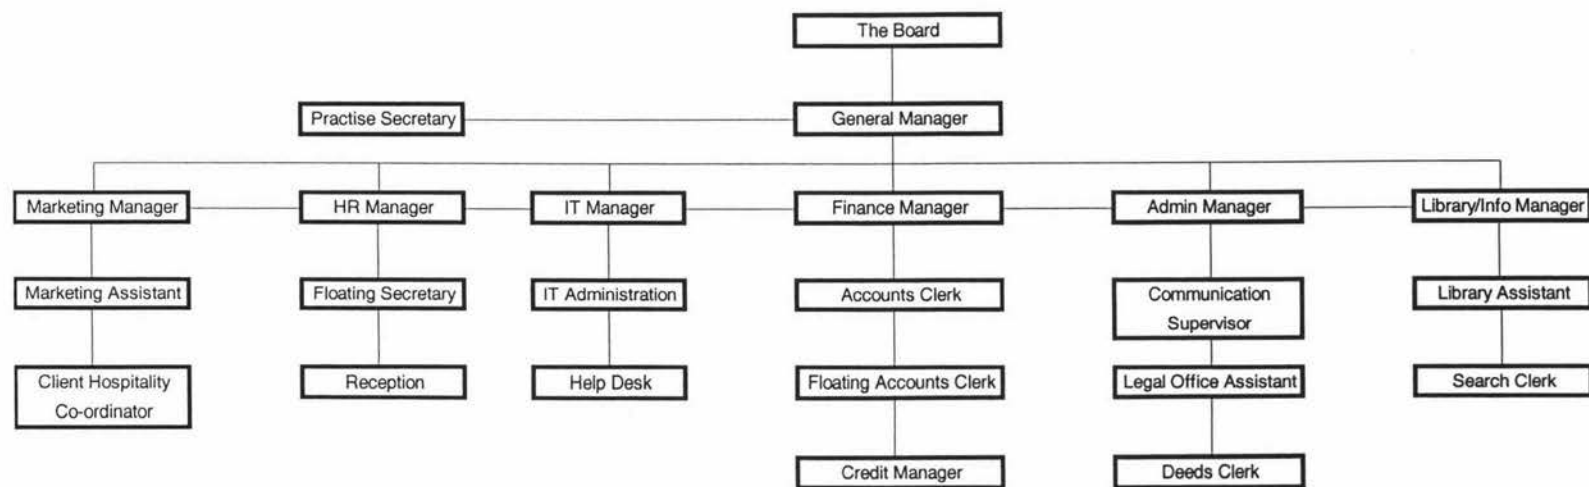 The Board
Practise Secretary
General Manager
Marketing Manager
HR Manager
IT Manager
Finance Manager
Admin Manager
Library/Info Manager
Marketing Assistant
Floating Secretary
IT Administration
Accounts Clerk
Communication
Supervisor
Library Assistant
Client Hospitality
Co-ordinator
Reception
Help Desk
Floating Accounts Clerk
Legal Office Assistant
Search Clerk
Credit Manager
Deeds Clerk